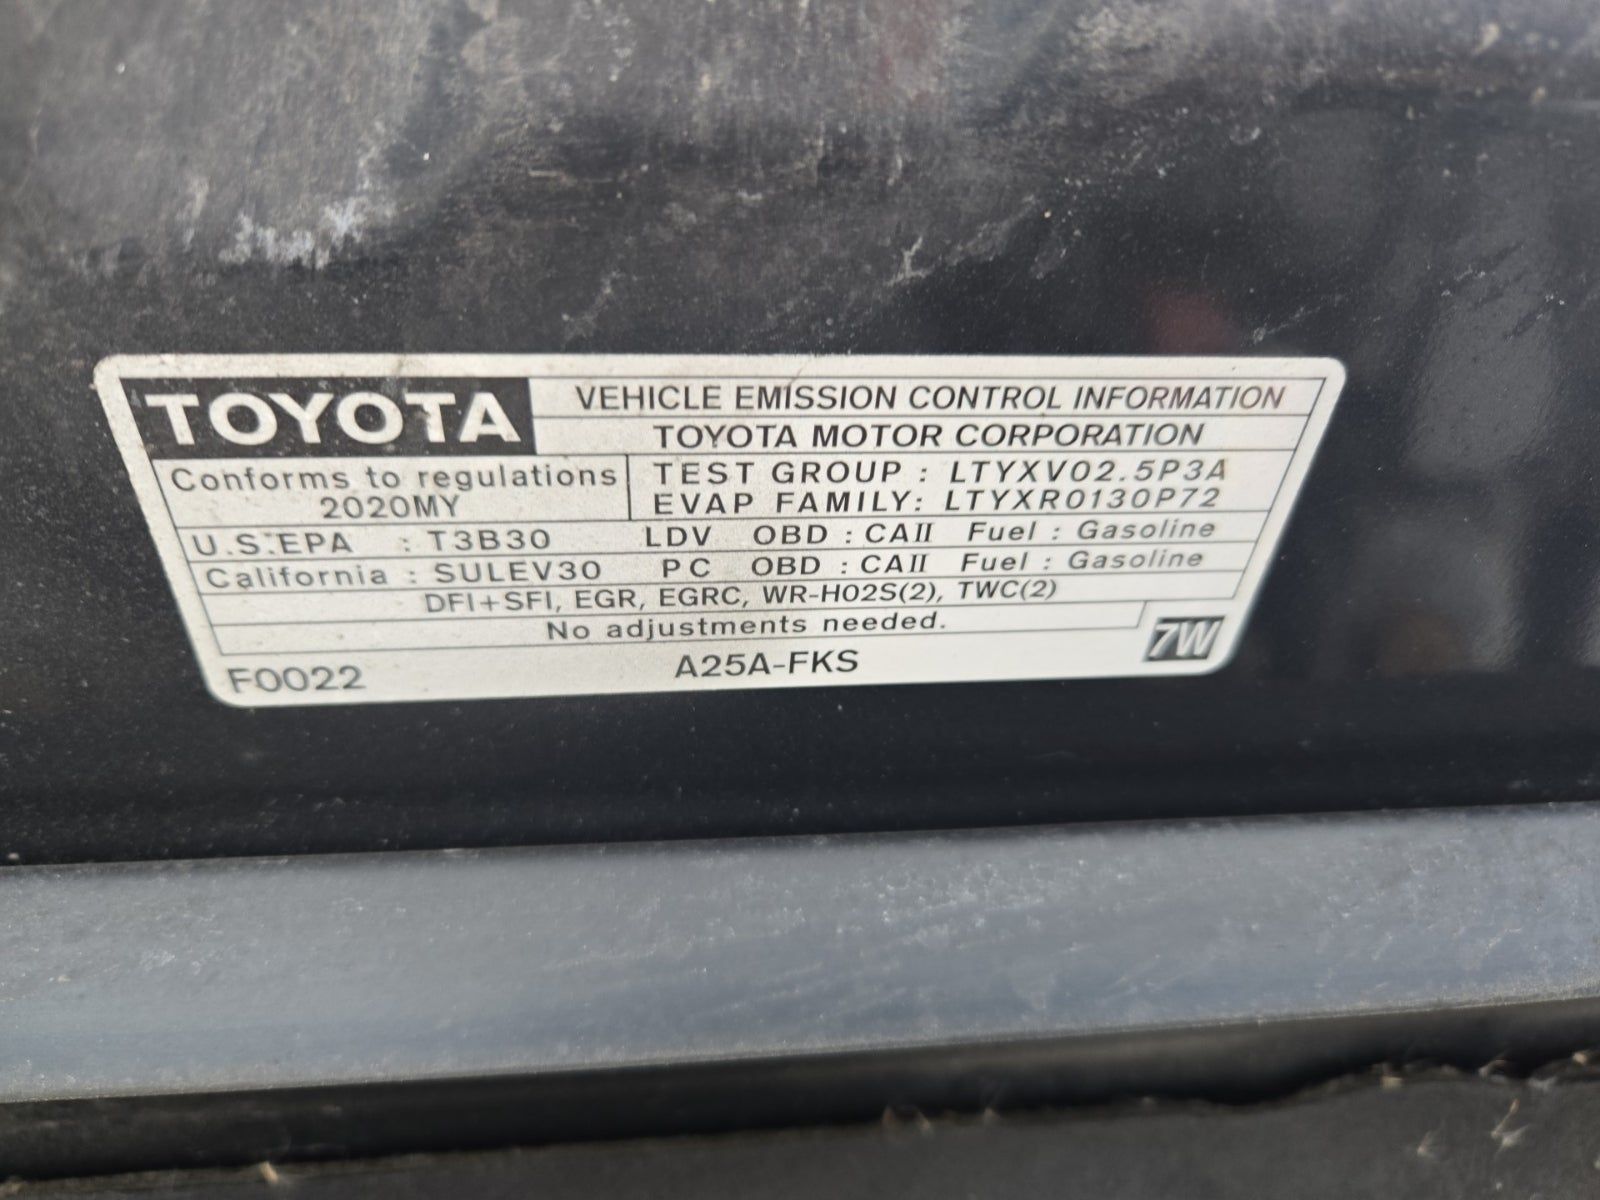 TOYOTA
VEHICLE EMISSION CONTROL INFORMATION
TOYOTA MOTOR CORPORATION
Conforms to regulations
2020MY
TEST GROUP : LTYXV02.5P3A
EVAP FAMILY: LTYXR0130P72
U.S.EPA : T3B30 LDV OBD : CAII Fuel : Gasoline
California : SULEV30 PC OBD : CAII Fuel : Gasoline
DFI+SFI, EGR, EGRC, WR-HO2S(2), TWC(2)
No adjustments needed.
7W
F0022 A25A-FKS